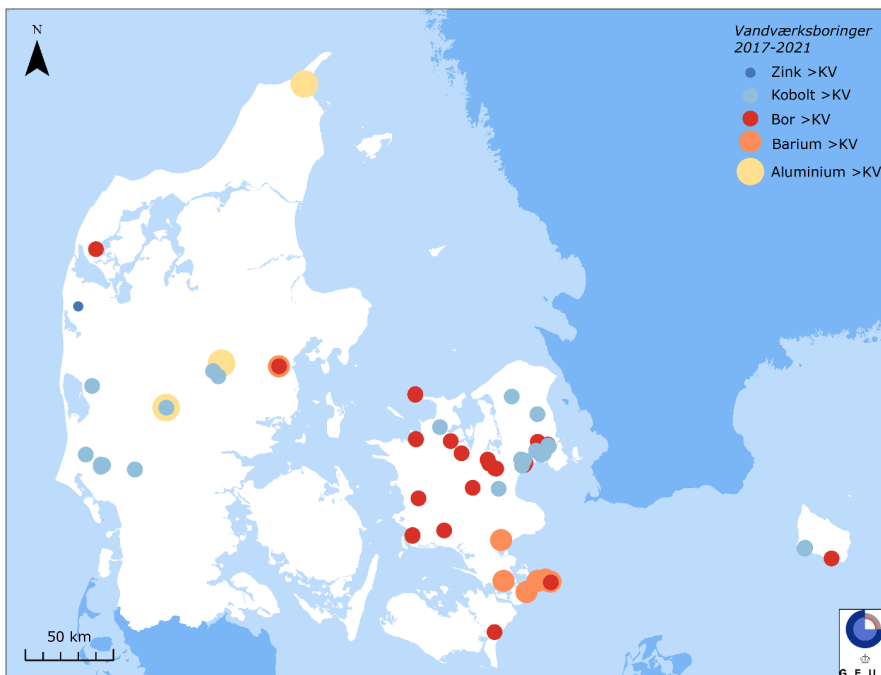 N
Vandværksboringer
2017-2021
Zink >KV
Kobolt >KV
Bor >KV
Barium >KV
Aluminium >KV
50 km
G E U